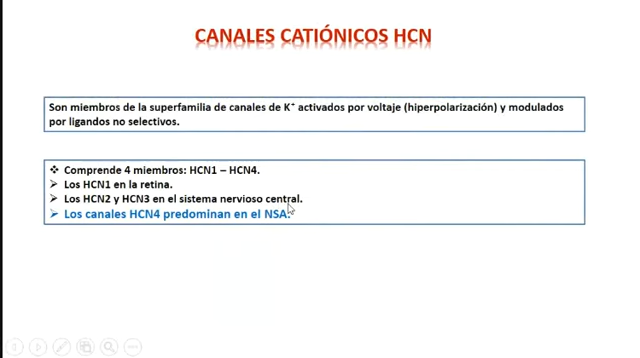 CANALES CATIÓNICOS HCN
Son miembros de la superfamilia de canales de K⁺ activados por voltaje (hiperpolarización) y modulados
por ligandos no selectivos.
❖ Comprende 4 miembros: HCN1 – HCN4.
➢ Los HCN1 en la retina.
➢ Los HCN2 y HCN3 en el sistema nervioso central.
➢ Los canales HCN4 predominan en el NSA.